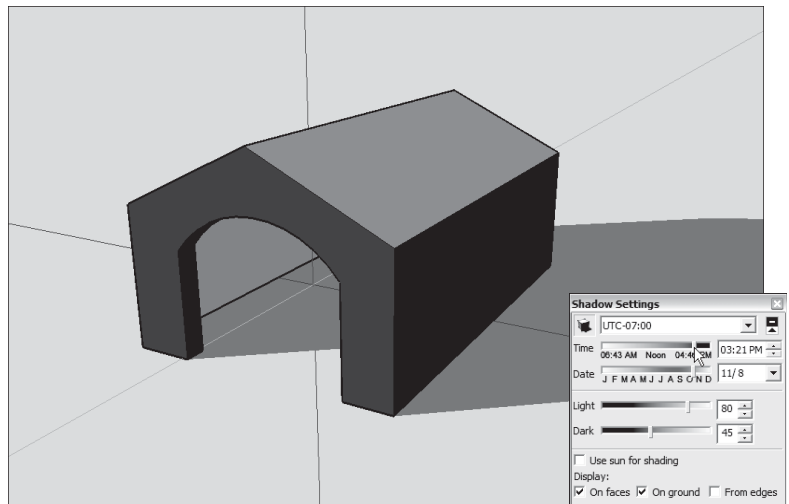 Shadow Settings
UTC-07:00
Time
06:43 AM Noon
03:21 PM
Date
J F M A M J J A S O N D
11/ 8
Light
80
Dark
45
Use sun for shading
Display:
On faces On ground From edges